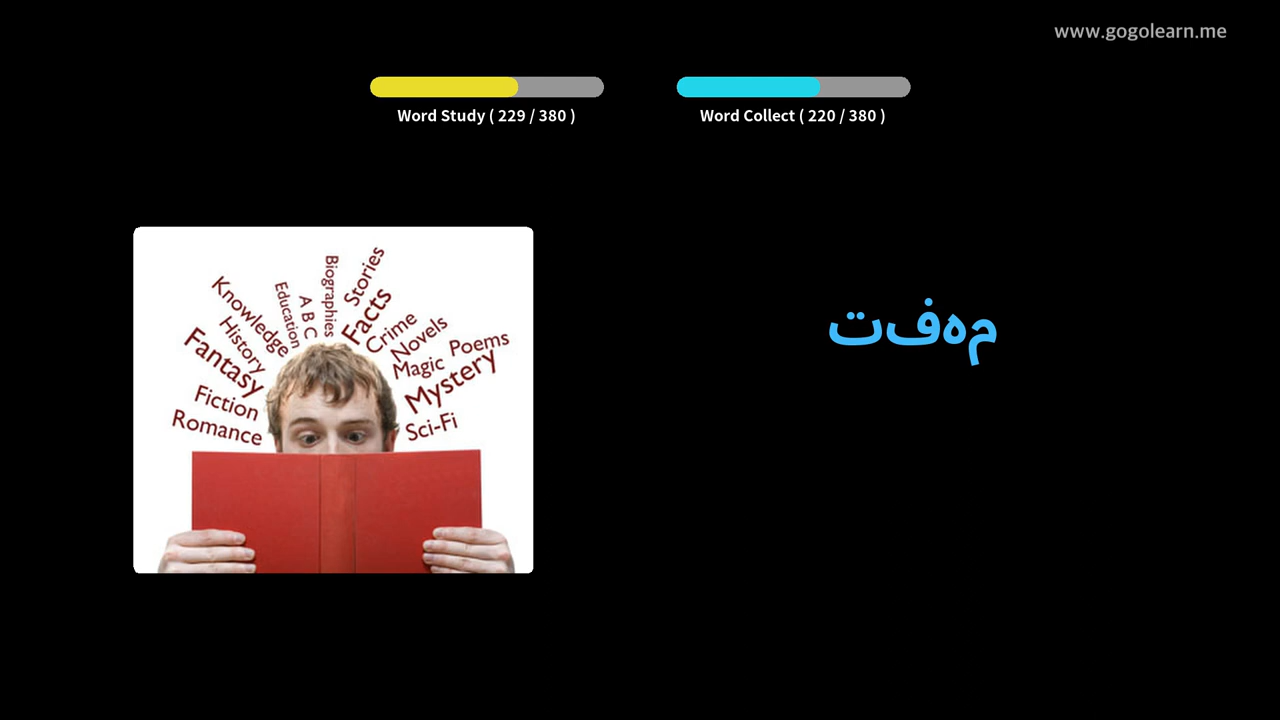 www.gogolearn.me
Word Study ( 229 / 380 )
Word Collect ( 220 / 380 )
Biographies
Stories
Education
A B C
Facts
Knowledge
Crime
History
Novels
Poems
Fantasy
Magic
Mystery
Fiction
Romance
Sci-Fi
مهفت